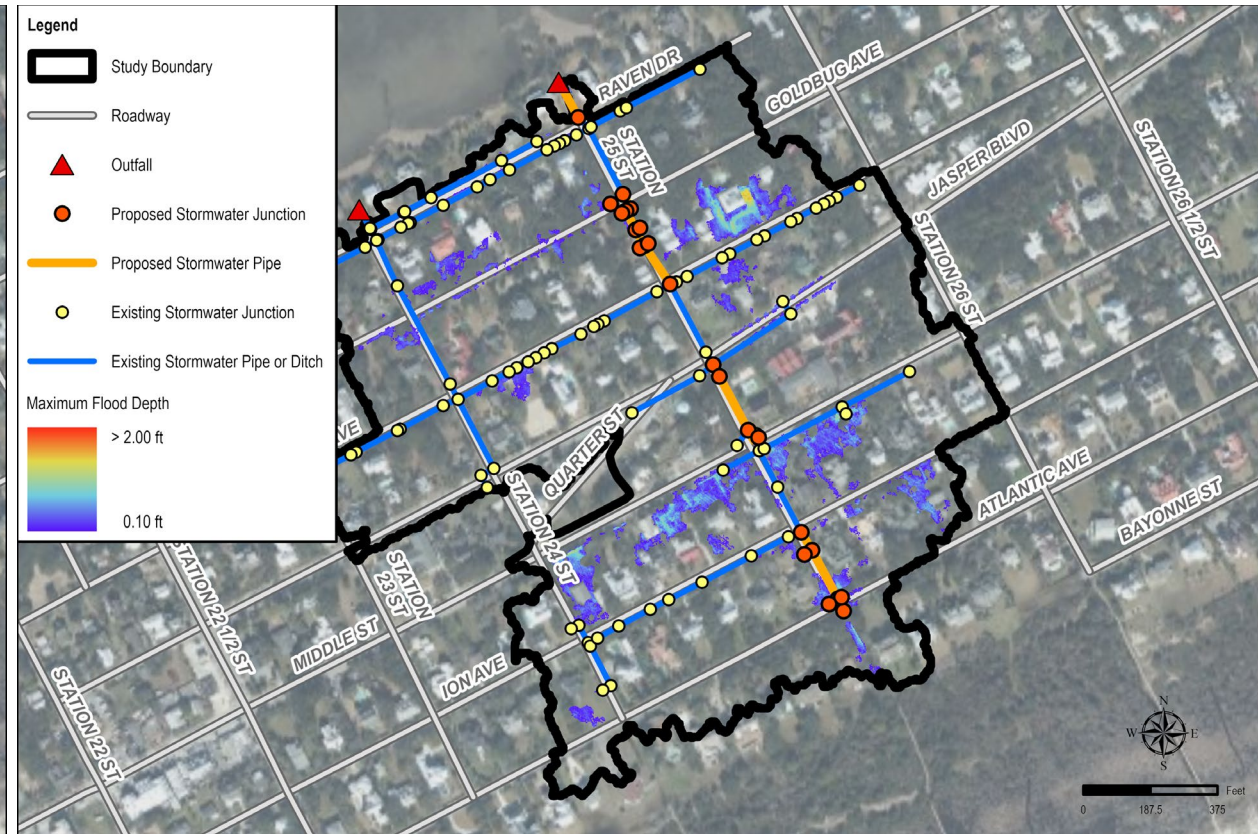 Legend
Study Boundary
Roadway
Outfall
Proposed Stormwater Junction
Proposed Stormwater Pipe
Existing Stormwater Junction
Existing Stormwater Pipe or Ditch
Maximum Flood Depth
> 2.00 ft
0.10 ft
RAVEN DR
GOLDBUG AVE
STATION
25 ST
JASPER BLVD
STATION 26 1/2 ST
STATION 26 ST
AVE
QUARTER ST
STATION 24 ST
ATLANTIC AVE
BAYONNE ST
STATION 22 1/2 ST
STATION
23 ST
MIDDLE ST
ION AVE
STATION 22 ST
N
W E
S
Feet
0 187.5 375